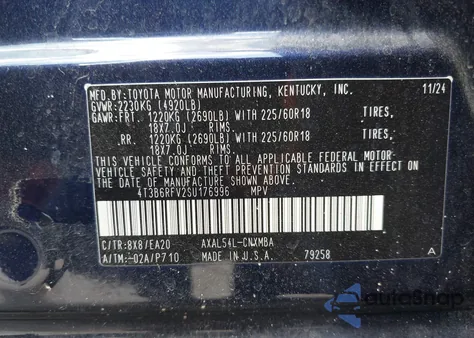 MFD.BY:TOYOTA MOTOR MANUFACTURING, KENTUCKY, INC. 11/24
GVWR:2230KG (4920LB)
GAWR:FRT. 1220KG (2690LB) WITH 225/60R18 TIRES,
18X7.0J RIMS.
RR. 1220KG (2690LB) WITH 225/60R18 TIRES,
18X7.0J RIMS.
THIS VEHICLE CONFORMS TO ALL APPLICABLE FEDERAL MOTOR
VEHICLE SAFETY AND THEFT PREVENTION STANDARDS IN EFFECT
ON THE DATE OF MANUFACTURE SHOWN ABOVE.
4T3B6RFV2SU176996 MPV
C/TR:8X8/EA20 AXAL54L-CNXMBA
A/TM:-02A/P710 MADE IN U.S.A. 79258 A
autosnap